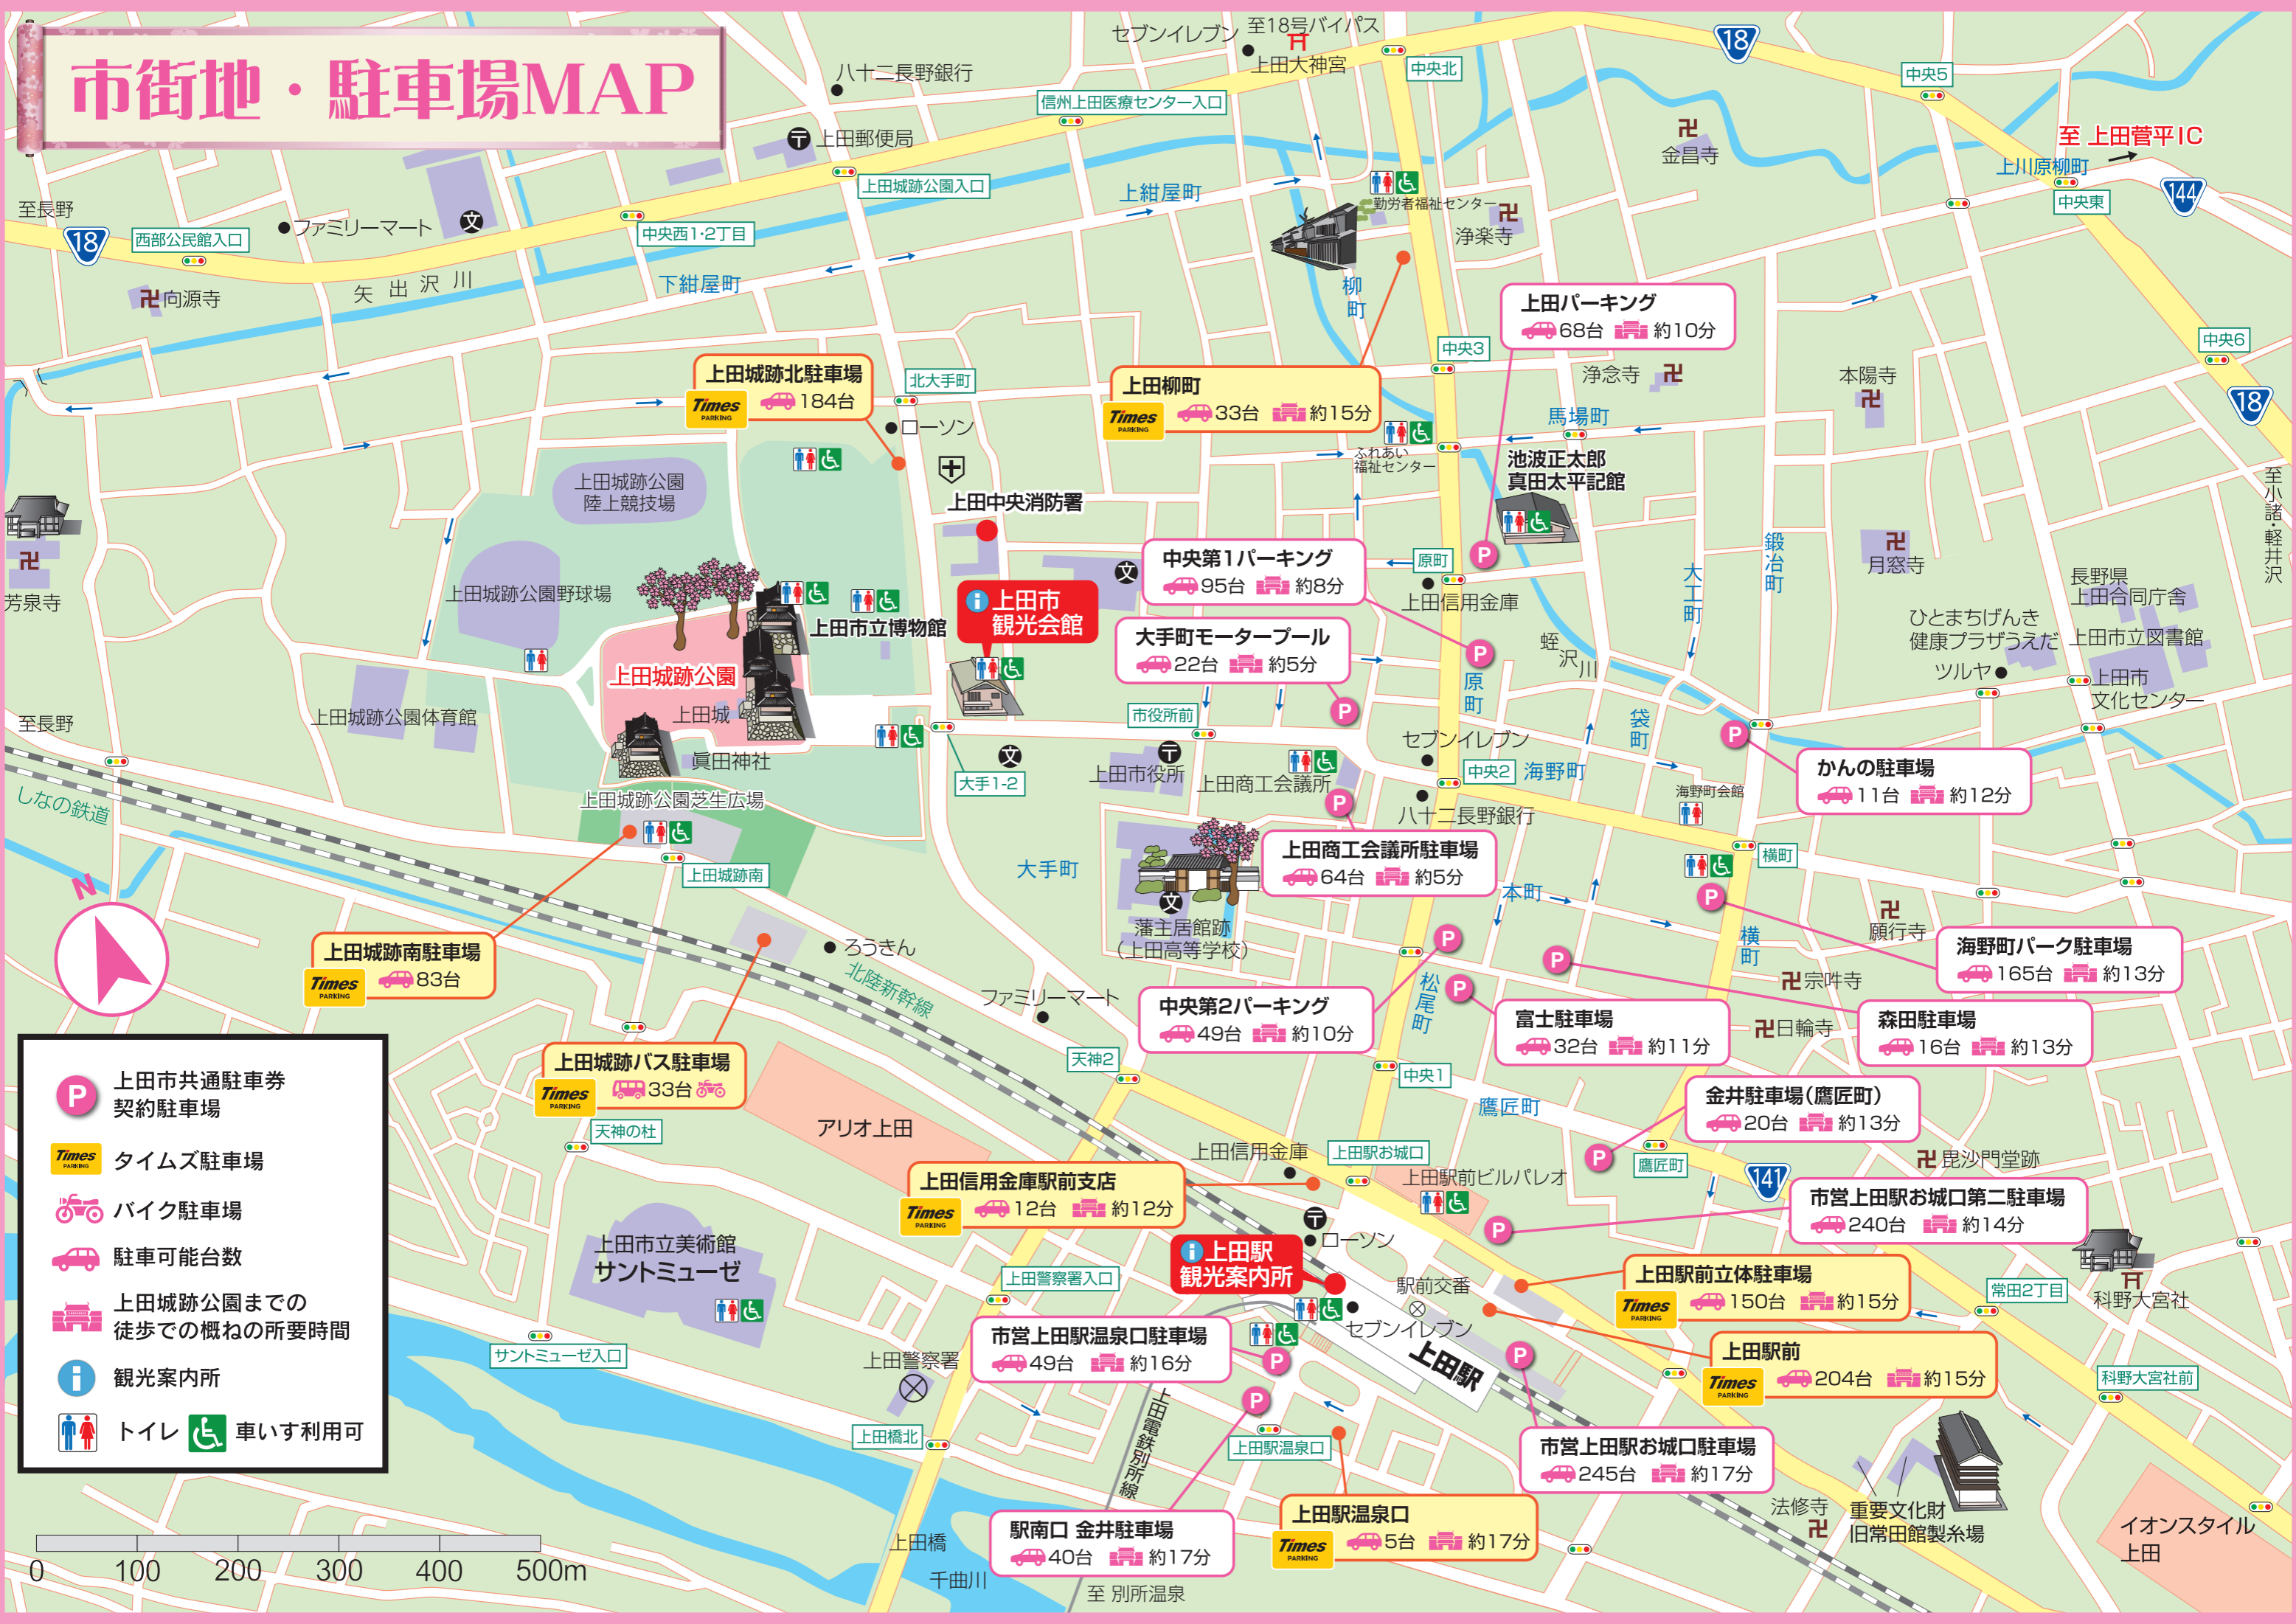 市街地・駐車場MAP
セブンイレブン
至18号バイパス
上田大神宮
中央北
18
中央5
八十二長野銀行
信州上田医療センター入口
上田郵便局
上田城跡公園入口
金昌寺
至 上田菅平IC
上川原柳町
144
中央東
至長野
18
西部公民館入口
ファミリーマート
文
中央西1・2丁目
上紺屋町
勤労者福祉センター
浄楽寺
向源寺
矢出沢川
下紺屋町
柳町
上田パーキング
68台 約10分
中央3
中央6
18
上田城跡北駐車場
Times PARKING 184台
北大手町
上田柳町
Times PARKING 33台 約15分
浄念寺
本陽寺
馬場町
ローソン
ふれあい
福祉センター
池波正太郎
真田太平記館
至小諸・軽井沢
上田城跡公園
陸上競技場
上田中央消防署
中央第1パーキング
95台 約8分
原町
上田信用金庫
大工町
鍛冶町
月窓寺
長野県
上田合同庁舎
芳泉寺
上田城跡公園野球場
上田市立博物館
i 上田市
観光会館
文
大手町モータープール
22台 約5分
ひとまちげんき
健康プラザうえだ
上田市立図書館
ツルヤ
上田市
文化センター
蛭沢川
上田城跡公園
上田城
上田城跡公園体育館
眞田神社
至長野
しなの鉄道
上田城跡公園芝生広場
上田城跡南
大手1-2
文
市役所前
上田市役所
上田商工会議所
原町
袋町
セブンイレブン
中央2
海野町
海野町会館
かんの駐車場
11台 約12分
八十二長野銀行
横町
大手町
上田商工会議所駐車場
64台 約5分
本町
文
藩主居館跡
(上田高等学校)
願行寺
横町
海野町パーク駐車場
165台 約13分
宗吽寺
N
上田城跡南駐車場
Times PARKING 83台
ろうきん
北陸新幹線
ファミリーマート
中央第2パーキング
49台 約10分
松尾町
富士駐車場
32台 約11分
日輪寺
森田駐車場
16台 約13分
上田城跡バス駐車場
Times PARKING 33台
天神2
中央1
鷹匠町
金井駐車場(鷹匠町)
20台 約13分
天神の杜
アリオ上田
上田信用金庫
上田駅お城口
上田駅前ビルパレオ
鷹匠町
141
毘沙門堂跡
上田信用金庫駅前支店
Times PARKING 12台 約12分
市営上田駅お城口第二駐車場
240台 約14分
ローソン
i 上田駅
観光案内所
上田市立美術館
サントミューゼ
上田警察署入口
駅前交番
セブンイレブン
上田駅
上田駅前立体駐車場
Times PARKING 150台 約15分
常田2丁目
科野大宮社
市営上田駅温泉口駐車場
49台 約16分
サントミューゼ入口
上田警察署
上田駅前
Times PARKING 204台 約15分
科野大宮社前
上田橋北
上田電鉄別所線
上田駅温泉口
市営上田駅お城口駐車場
245台 約17分
駅南口 金井駐車場
40台 約17分
上田駅温泉口
Times PARKING 5台 約17分
法修寺
重要文化財
旧常田館製糸場
イオンスタイル
上田
上田橋
千曲川
至 別所温泉
P 上田市共通駐車券
契約駐車場
Times PARKING タイムズ駐車場
バイク駐車場
駐車可能台数
上田城跡公園までの
徒歩での概ねの所要時間
i 観光案内所
トイレ 車いす利用可
0 100 200 300 400 500m